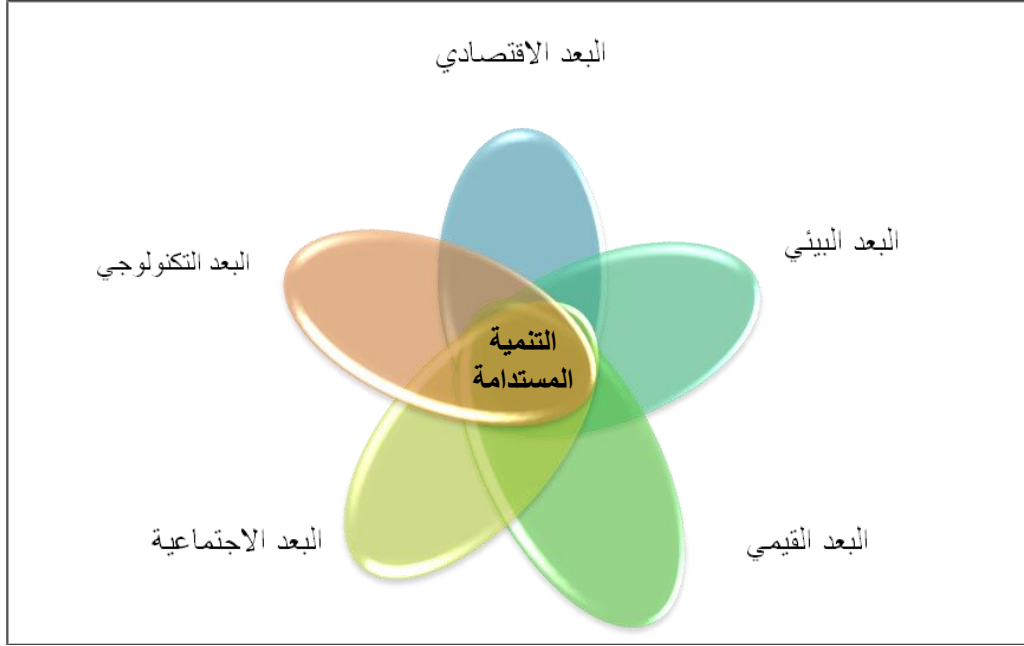 البعد الاقتصادي
البعد البيئي
البعد التكنولوجي
التنمية
المستدامة
البعد القيمي
البعد الاجتماعية